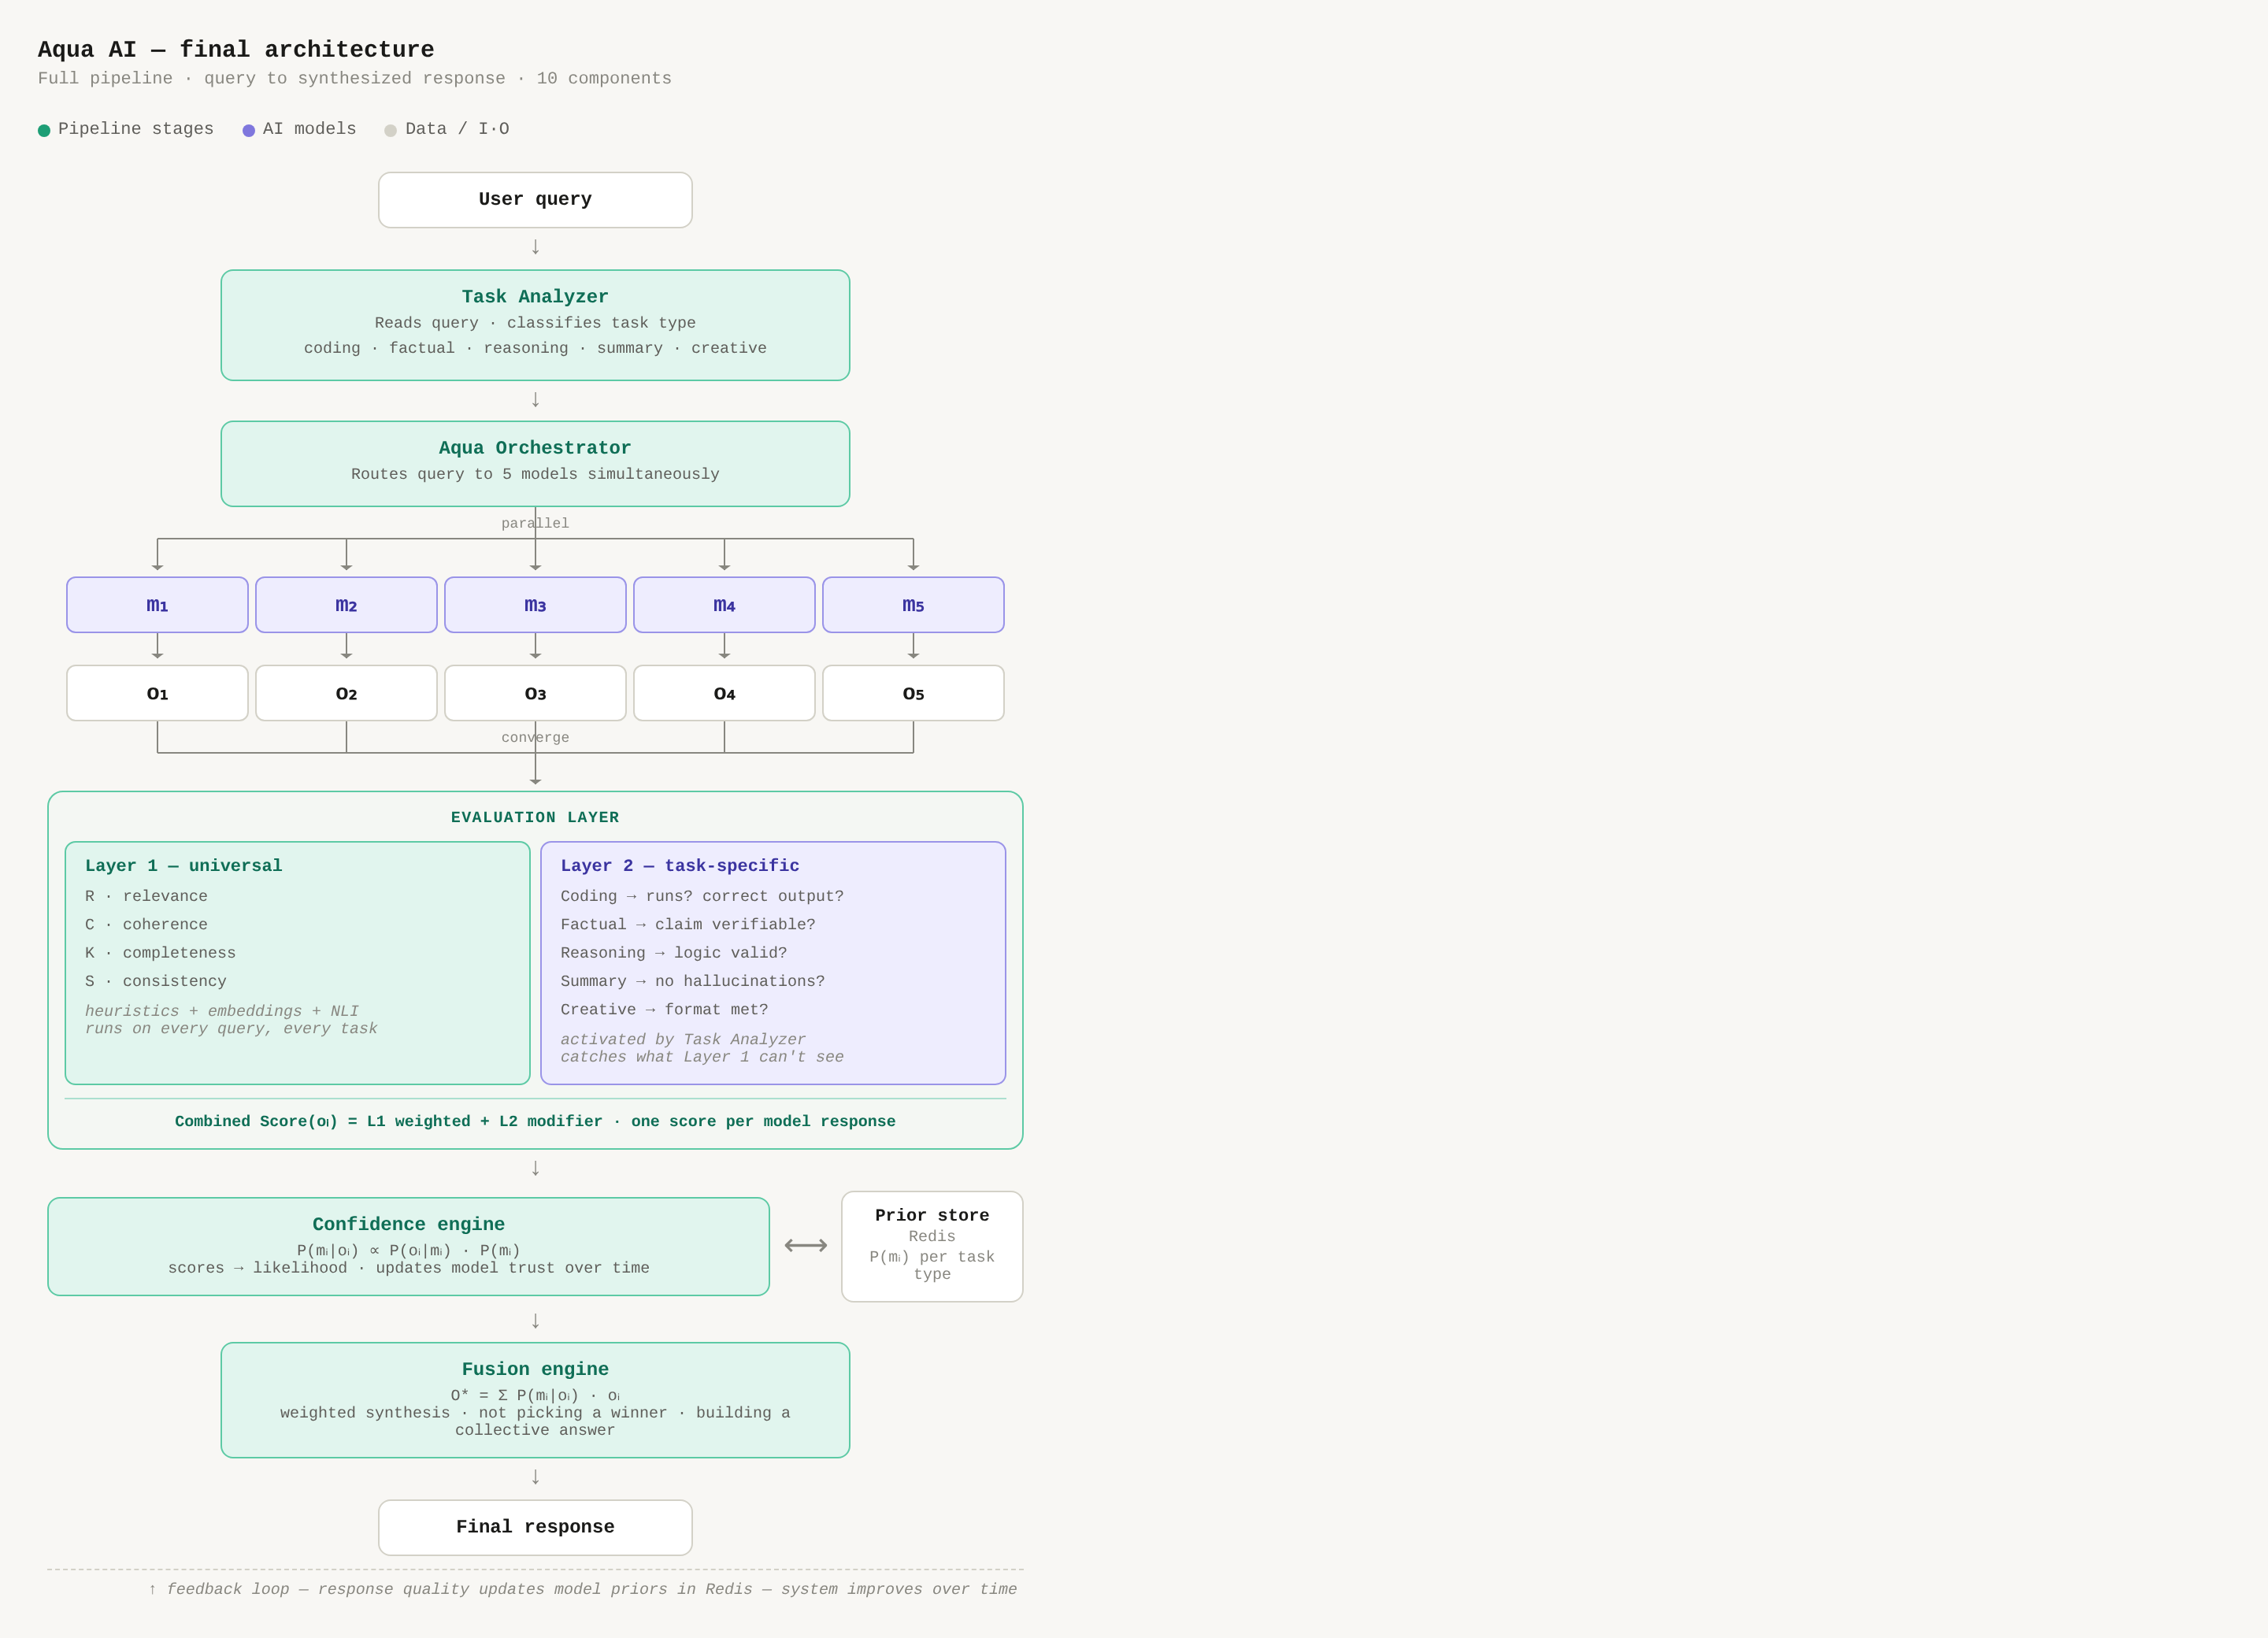 Aqua AI — final architecture
Full pipeline · query to synthesized response · 10 components
Pipeline stages
AI models
Data / I·O
User query
↓
Task Analyzer
Reads query · classifies task type
coding · factual · reasoning · summary · creative
↓
Aqua Orchestrator
Routes query to 5 models simultaneously
parallel
m₁
m₂
m₃
m₄
m₅
o₁
o₂
o₃
o₄
o₅
converge
EVALUATION LAYER
Layer 1 — universal
R · relevance
C · coherence
K · completeness
S · consistency
heuristics + embeddings + NLI
runs on every query, every task
Layer 2 — task-specific
Coding → runs? correct output?
Factual → claim verifiable?
Reasoning → logic valid?
Summary → no hallucinations?
Creative → format met?
activated by Task Analyzer
catches what Layer 1 can't see
Combined Score(oᵢ) = L1 weighted + L2 modifier · one score per model response
↓
Confidence engine
P(mᵢ|oᵢ) ∝ P(oᵢ|mᵢ) · P(mᵢ)
scores → likelihood · updates model trust over time
⟷
Prior store
Redis
P(mᵢ) per task
type
↓
Fusion engine
O* = Σ P(mᵢ|oᵢ) · oᵢ
weighted synthesis · not picking a winner · building a
collective answer
↓
Final response
↑ feedback loop — response quality updates model priors in Redis — system improves over time